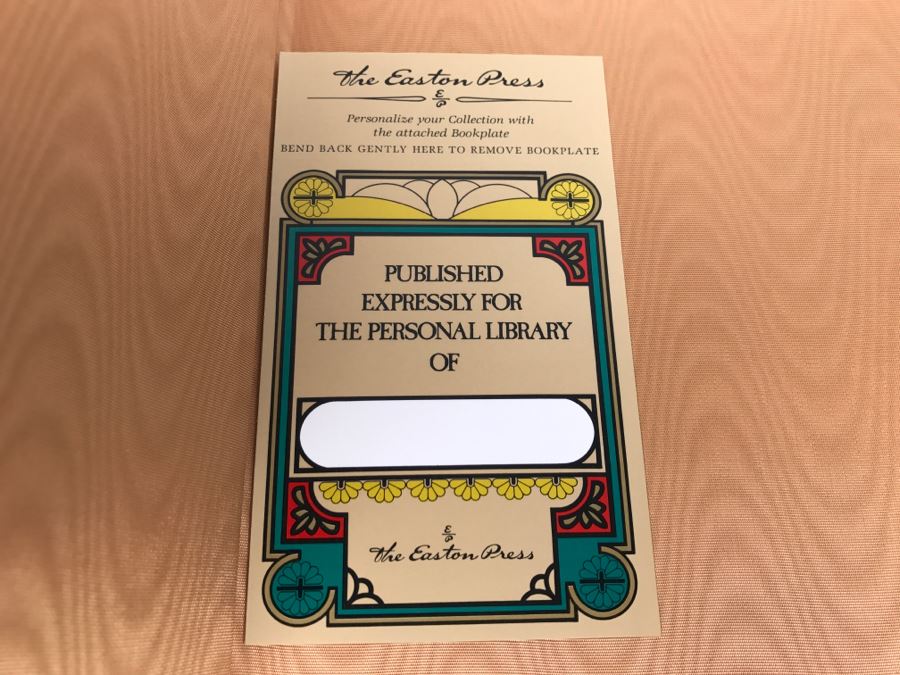 The Easton Press
E
P
Personalize your Collection with
the attached Bookplate
BEND BACK GENTLY HERE TO REMOVE BOOKPLATE
PUBLISHED
EXPRESSLY FOR
THE PERSONAL LIBRARY
OF
E
P
The Easton Press